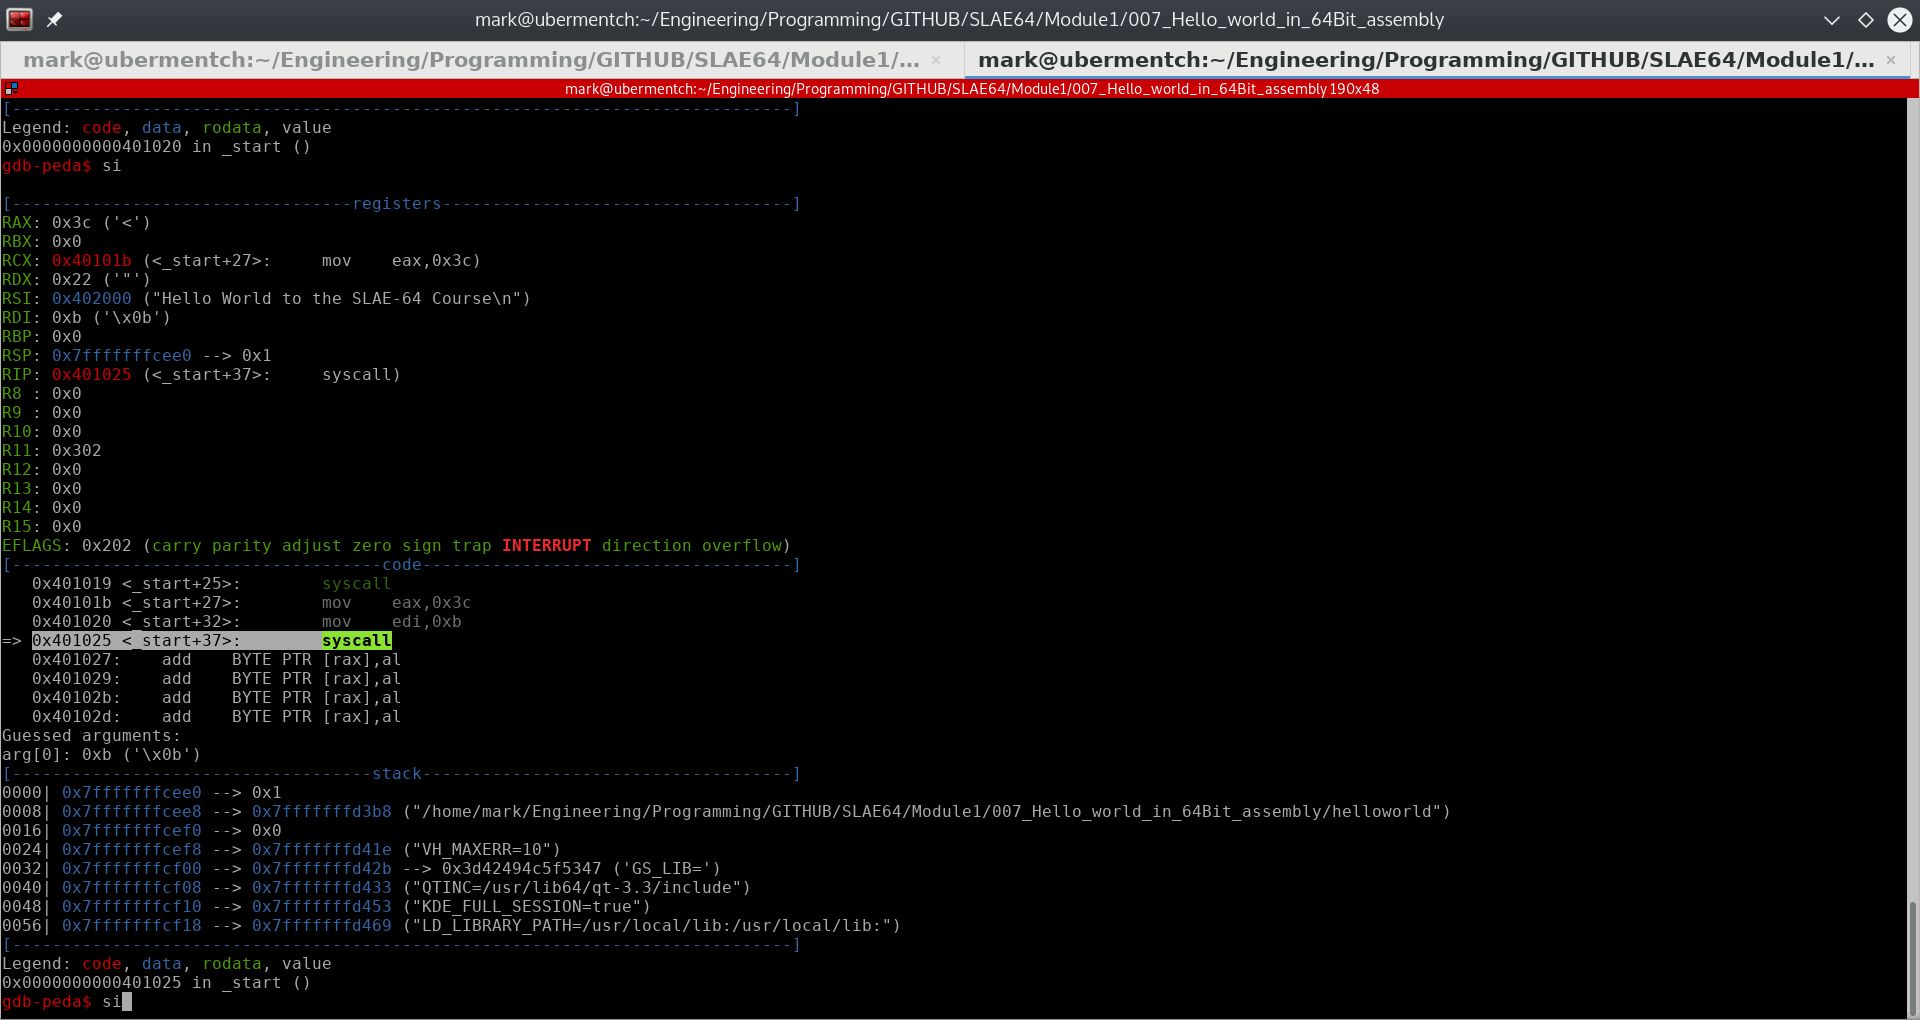 mark@ubermentch:~/Engineering/Programming/GITHUB/SLAE64/Module1/007_Hello_world_in_64Bit_assembly
mark@ubermentch:~/Engineering/Programming/GITHUB/SLAE64/Module1/... × mark@ubermentch:~/Engineering/Programming/GITHUB/SLAE64/Module1/... ×
mark@ubermentch:~/Engineering/Programming/GITHUB/SLAE64/Module1/007_Hello_world_in_64Bit_assembly 190x48
[------------------------------------------------------------------------------]
Legend: code, data, rodata, value
0x0000000000401020 in _start ()
gdb-peda$ si
[----------------------------------registers-----------------------------------]
RAX: 0x3c ('<')
RBX: 0x0
RCX: 0x40101b (<_start+27>:     mov    eax,0x3c)
RDX: 0x22 ('"')
RSI: 0x402000 ("Hello World to the SLAE-64 Course\n")
RDI: 0xb ('\x0b')
RBP: 0x0
RSP: 0x7fffffffcee0 --> 0x1
RIP: 0x401025 (<_start+37>:     syscall)
R8 : 0x0
R9 : 0x0
R10: 0x0
R11: 0x302
R12: 0x0
R13: 0x0
R14: 0x0
R15: 0x0
EFLAGS: 0x202 (carry parity adjust zero sign trap INTERRUPT direction overflow)
[-------------------------------------code-------------------------------------]
   0x401019 <_start+25>:        syscall
   0x40101b <_start+27>:        mov    eax,0x3c
   0x401020 <_start+32>:        mov    edi,0xb
=> 0x401025 <_start+37>:        syscall
   0x401027:    add    BYTE PTR [rax],al
   0x401029:    add    BYTE PTR [rax],al
   0x40102b:    add    BYTE PTR [rax],al
   0x40102d:    add    BYTE PTR [rax],al
Guessed arguments:
arg[0]: 0xb ('\x0b')
[------------------------------------stack-------------------------------------]
0000| 0x7fffffffcee0 --> 0x1
0008| 0x7fffffffcee8 --> 0x7fffffffd3b8 ("/home/mark/Engineering/Programming/GITHUB/SLAE64/Module1/007_Hello_world_in_64Bit_assembly/helloworld")
0016| 0x7fffffffcef0 --> 0x0
0024| 0x7fffffffcef8 --> 0x7fffffffd41e ("VH_MAXERR=10")
0032| 0x7fffffffcf00 --> 0x7fffffffd42b --> 0x3d42494c5f5347 ('GS_LIB=')
0040| 0x7fffffffcf08 --> 0x7fffffffd433 ("QTINC=/usr/lib64/qt-3.3/include")
0048| 0x7fffffffcf10 --> 0x7fffffffd453 ("KDE_FULL_SESSION=true")
0056| 0x7fffffffcf18 --> 0x7fffffffd469 ("LD_LIBRARY_PATH=/usr/local/lib:/usr/local/lib:")
[------------------------------------------------------------------------------]
Legend: code, data, rodata, value
0x0000000000401025 in _start ()
gdb-peda$ si